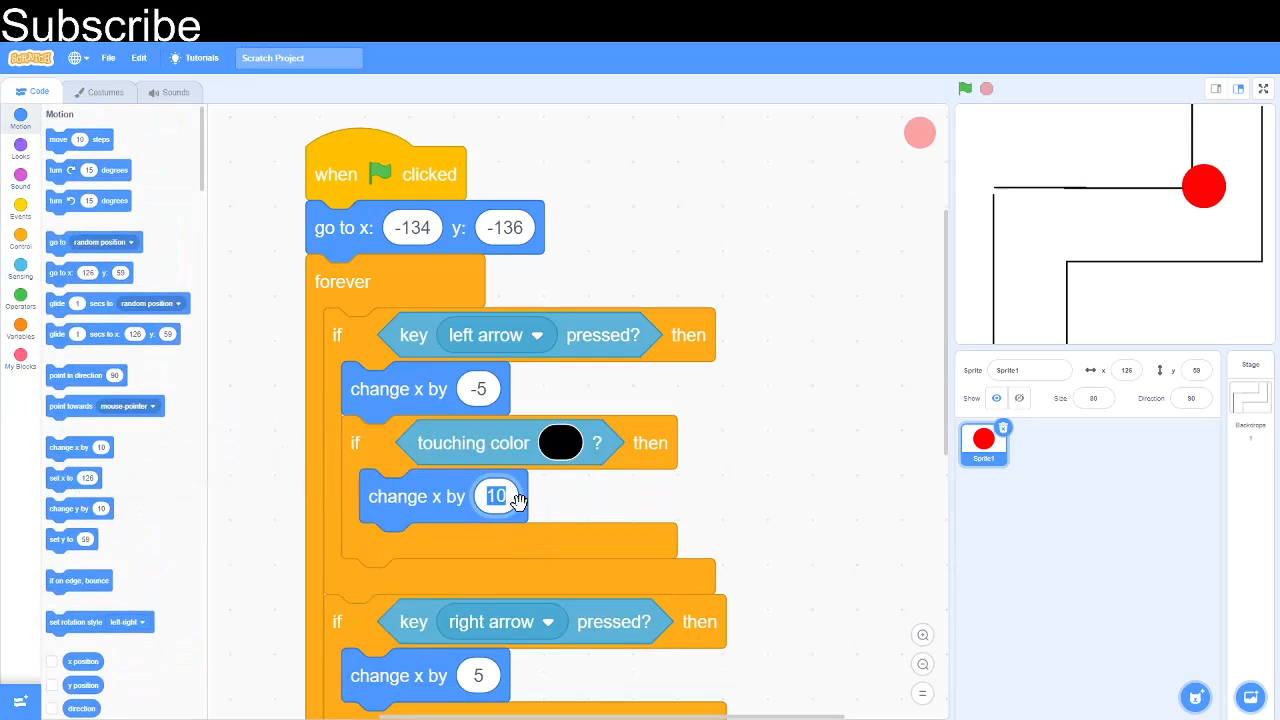 Subscribe
SCRATCH File Edit Tutorials Scratch Project
Code Costumes Sounds
Motion
Looks
Sound
Events
Control
Sensing
Operators
Variables
My Blocks
Motion
move 10 steps
turn 15 degrees
turn 15 degrees
go to random position
go to x: 126 y: 59
glide 1 secs to random position
glide 1 secs to x: 126 y: 59
point in direction 90
point towards mouse-pointer
change x by 10
set x to 126
change y by 10
set y to 59
if on edge, bounce
set rotation style left-right
x position
y position
direction
when clicked
go to x: -134 y: -136
forever
if key left arrow pressed? then
change x by -5
if touching color ? then
change x by 10
if key right arrow pressed? then
change x by 5
Sprite Sprite1 x 126 y 59
Show Size 80 Direction 90
Sprite1
Stage
Backdrops
1